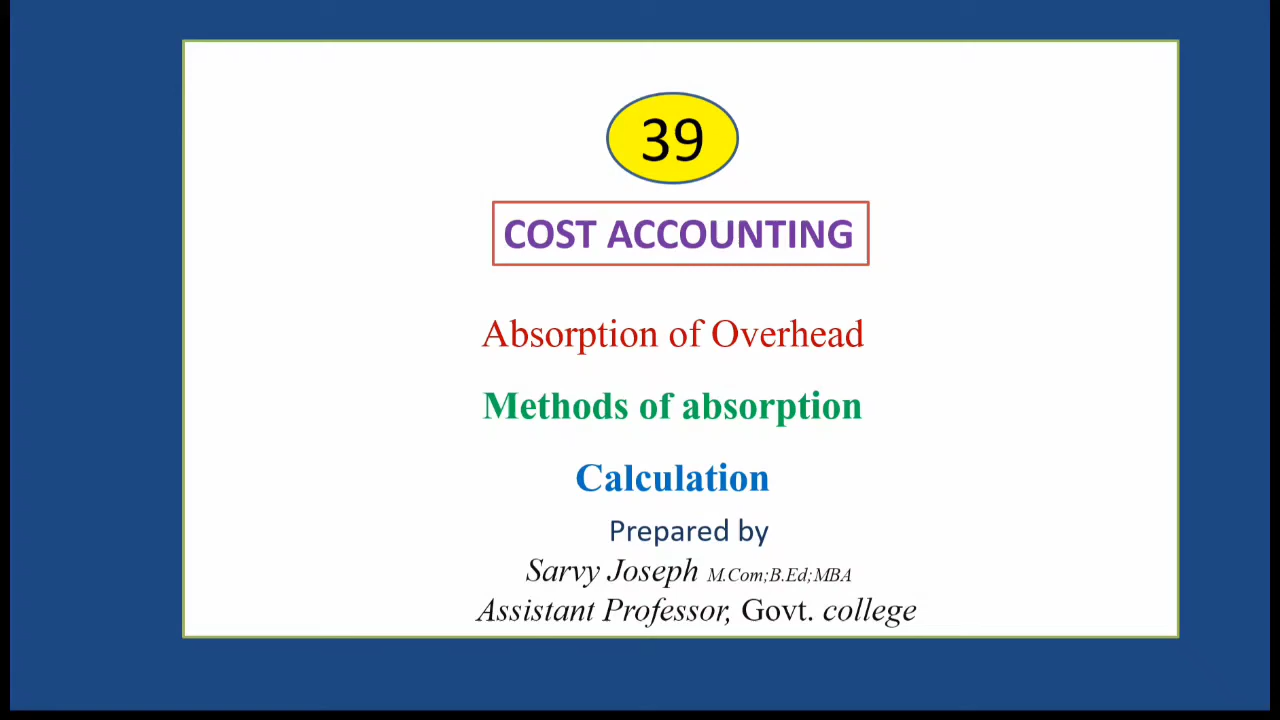 39
COST ACCOUNTING
Absorption of Overhead
Methods of absorption
Calculation
Prepared by
Sarvy Joseph M.Com;B.Ed;MBA
Assistant Professor, Govt. college